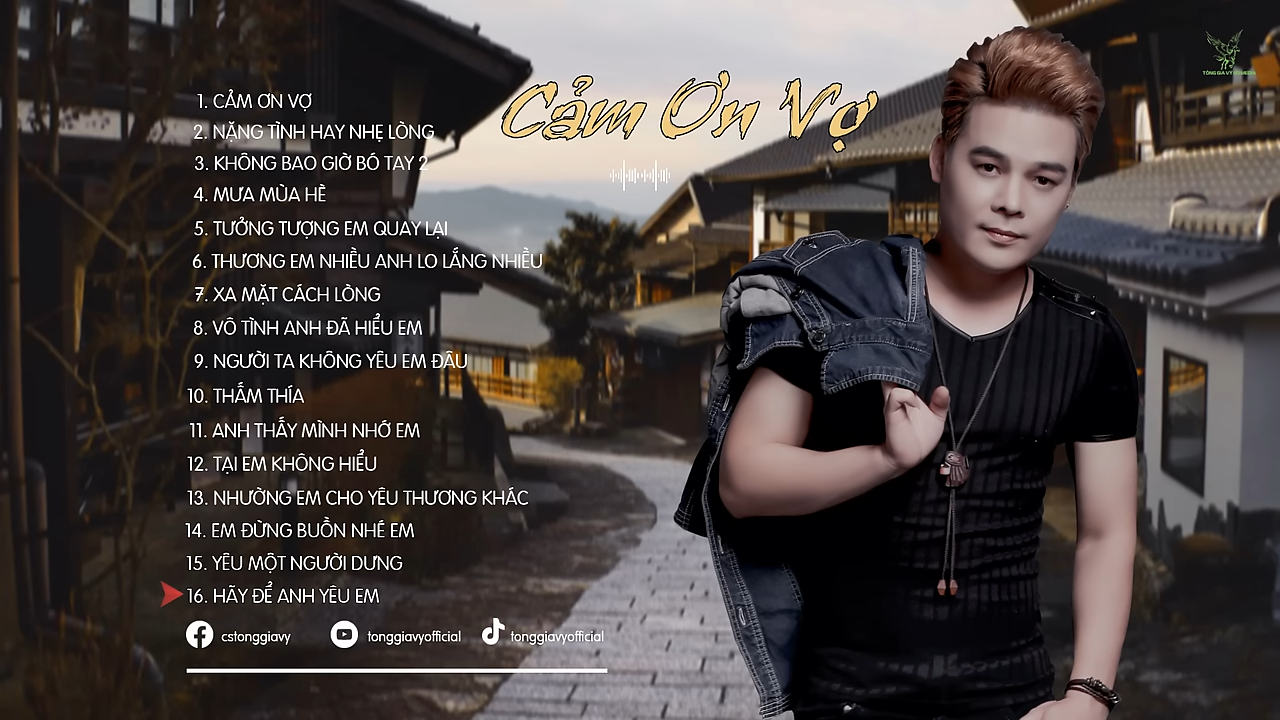 Cảm Ơn Vợ
1. CẢM ƠN VỢ
2. NẶNG TÌNH HAY NHẸ LÒNG
3. KHÔNG BAO GIỜ BÓ TAY 2
4. MƯA MÙA HÈ
5. TƯỞNG TƯỢNG EM QUAY LẠI
6. THƯƠNG EM NHIỀU ANH LO LẮNG NHIỀU
7. XA MẶT CÁCH LÒNG
8. VÔ TÌNH ANH ĐÃ HIỂU EM
9. NGƯỜI TA KHÔNG YÊU EM ĐÂU
10. THẤM THÍA
11. ANH THẤY MÌNH NHỚ EM
12. TẠI EM KHÔNG HIỂU
13. NHƯỜNG EM CHO YÊU THƯƠNG KHÁC
14. EM ĐỪNG BUỒN NHÉ EM
15. YÊU MỘT NGƯỜI DƯNG
16. HÃY ĐỂ ANH YÊU EM
cstonggiavy tonggiavyofficial tonggiavyofficial